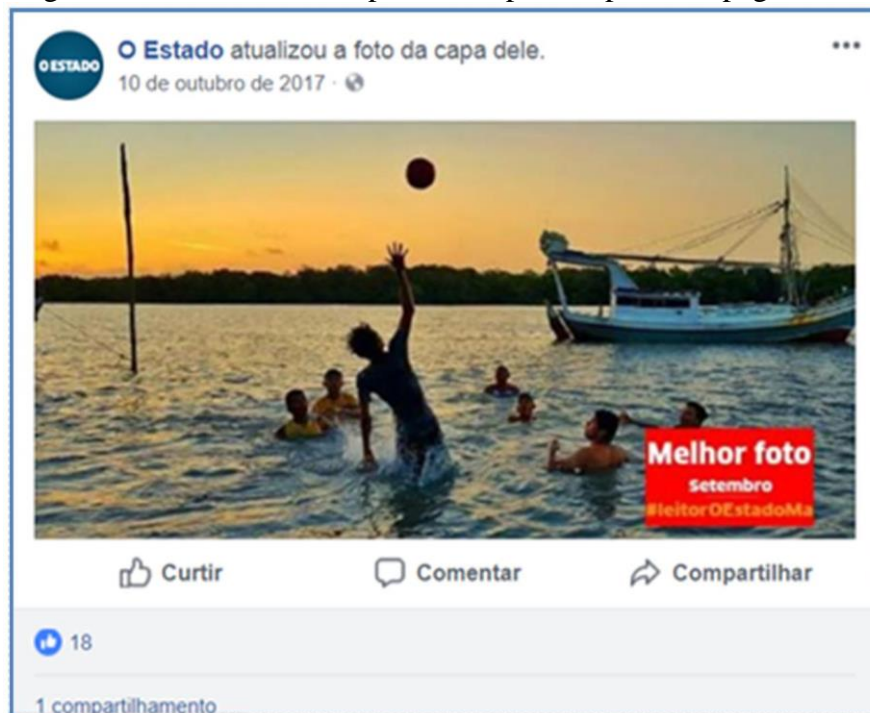 O Estado atualizou a foto da capa dele.
O ESTADO
10 de outubro de 2017
Melhor foto
Setembro
#leitorOEstadoMa
Curtir
Comentar
Compartilhar
18
1 compartilhamento